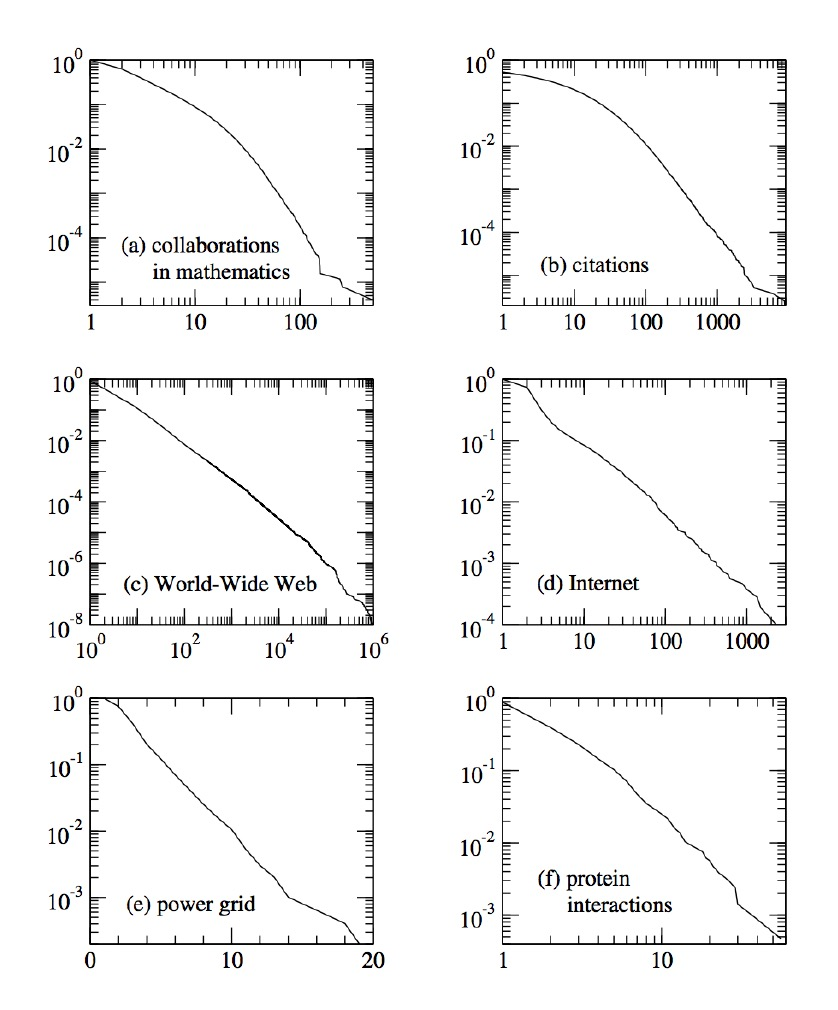 10^0
10^-2
10^-4
(a) collaborations
in mathematics
1 10 100
10^0
10^-2
10^-4
(b) citations
1 10 100 1000
10^0
10^-2
10^-4
10^-6
10^-8
(c) World-Wide Web
10^0 10^2 10^4 10^6
10^0
10^-1
10^-2
10^-3
10^-4
(d) Internet
1 10 100 1000
10^0
10^-1
10^-2
10^-3
(e) power grid
0 10 20
10^0
10^-1
10^-2
10^-3
(f) protein
interactions
1 10